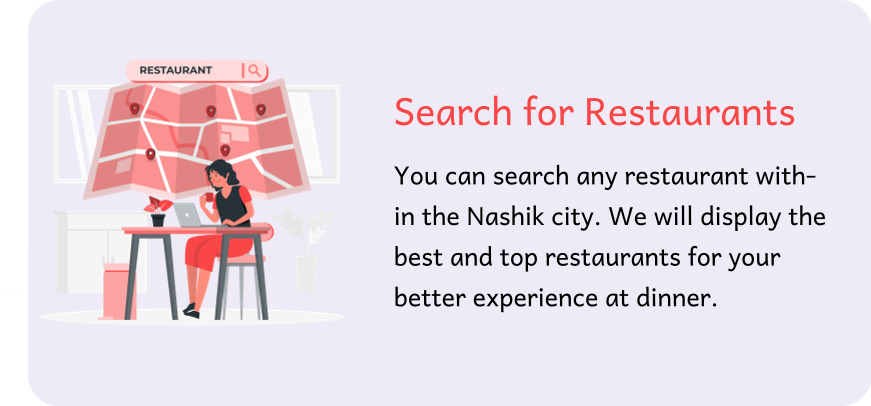 RESTAURANT
Search for Restaurants
You can search any restaurant with-
in the Nashik city. We will display the
best and top restaurants for your
better experience at dinner.